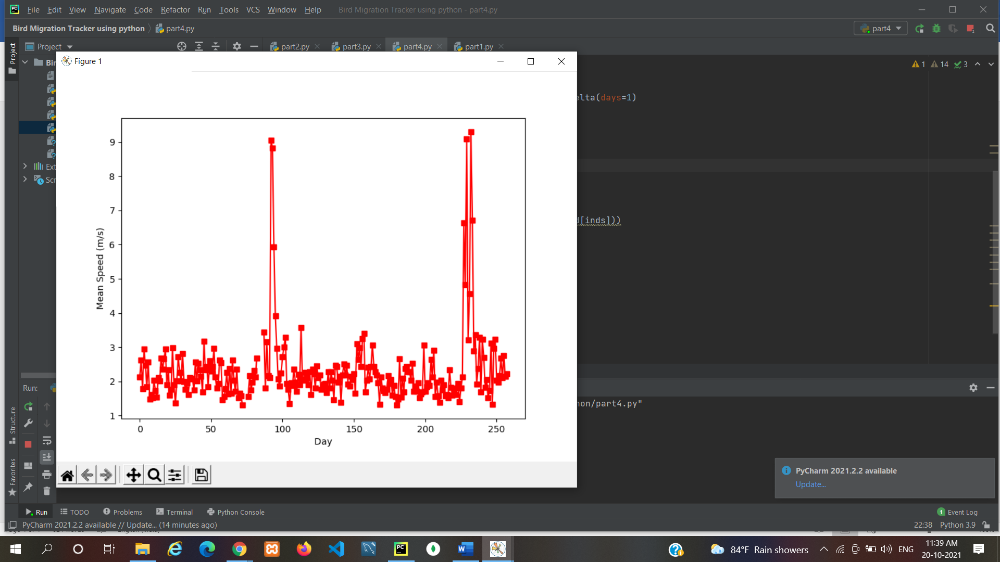 File Edit View Navigate Code Refactor Run Tools VCS Window Help Bird Migration Tracker using python - part4.py
Bird Migration Tracker using python part4.py part4
Project Project part2.py part3.py part4.py part1.py
Figure 1
Bir
1 14 3
elta(days=1)
Ext
Scr
d[inds]))
9
8
7
6
5
4
3
2
1
Mean Speed (m/s)
0 50 100 150 200 250
Day
Run:
hon/part4.py"
Structure
Favorites
PyCharm 2021.2.2 available
Update...
Run TODO Problems Terminal Python Console 1 Event Log
PyCharm 2021.2.2 available // Update... (14 minutes ago) 22:38 Python 3.9
84°F Rain showers ENG 11:39 AM
20-10-2021